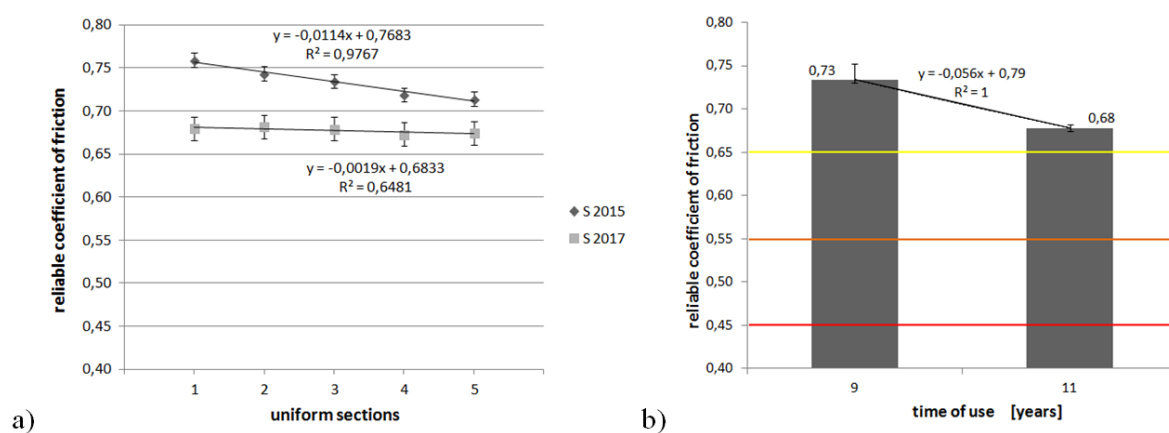 reliable coefficient of friction
0,80
0,75
0,70
0,65
0,60
0,55
0,50
0,45
0,40
y = -0,0114x + 0,7683
R² = 0,9767
y = -0,0019x + 0,6833
R² = 0,6481
1 2 3 4 5
uniform sections
S 2015
S 2017
a)
reliable coefficient of friction
0,80
0,75
0,70
0,65
0,60
0,55
0,50
0,45
0,40
0,73
y = -0,056x + 0,79
R² = 1
0,68
9 11
time of use [years]
b)